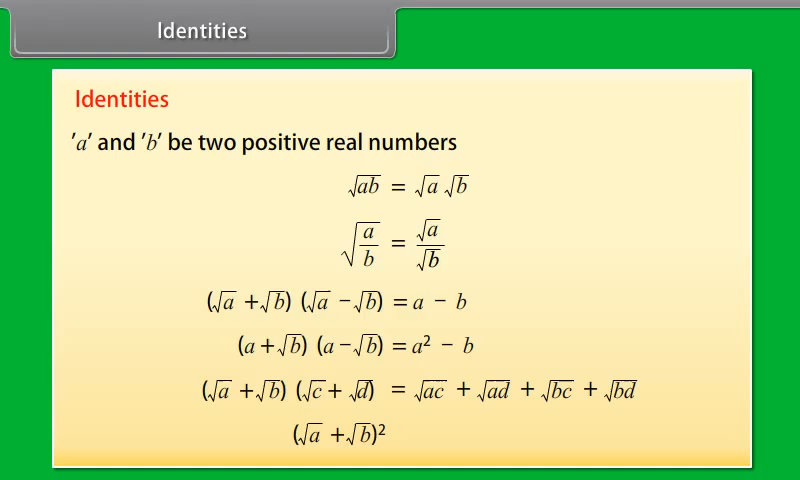 Identities
Identities
'a' and 'b' be two positive real numbers
√ab = √a √b
√(a/b) = √a/√b
(√a + √b) (√a − √b) = a − b
(a + √b) (a − √b) = a² − b
(√a + √b) (√c + √d) = √ac + √ad + √bc + √bd
(√a + √b)²